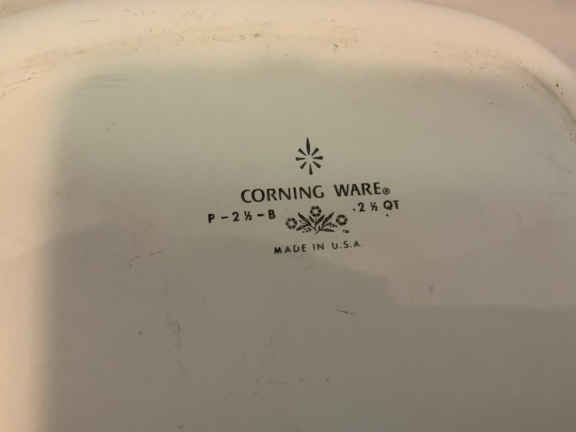 CORNING WARE®
P-2½-B 2½ QT
MADE IN U.S.A.